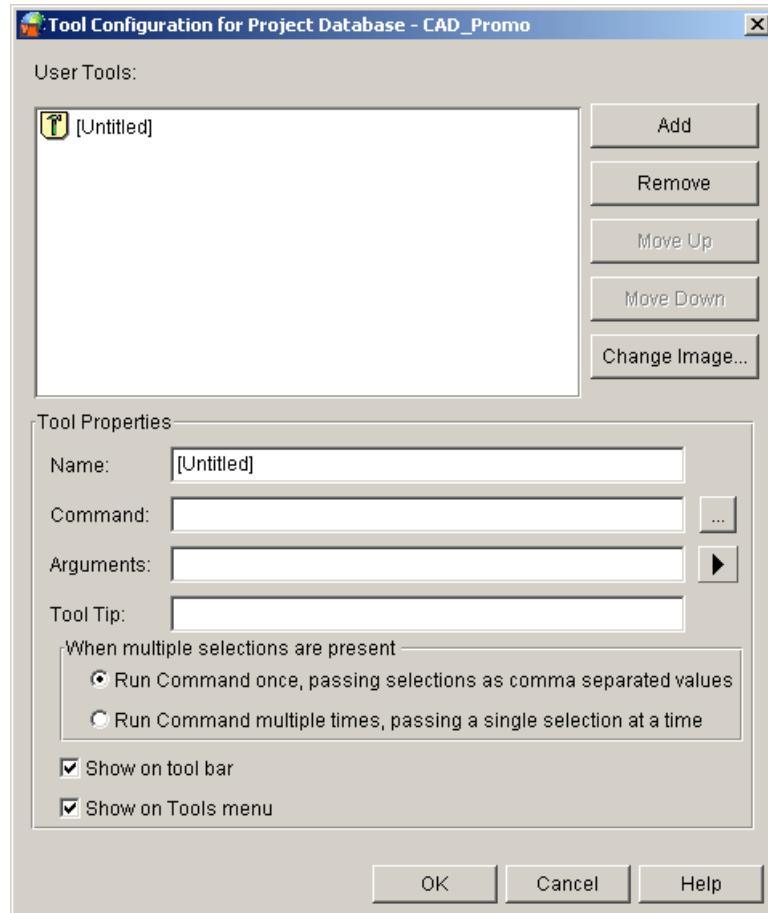 Tool Configuration for Project Database - CAD_Promo
User Tools:
[Untitled]
Add
Remove
Move Up
Move Down
Change Image...
Tool Properties
Name:
[Untitled]
Command:
...
Arguments:
Tool Tip:
When multiple selections are present
Run Command once, passing selections as comma separated values
Run Command multiple times, passing a single selection at a time
Show on tool bar
Show on Tools menu
OK
Cancel
Help